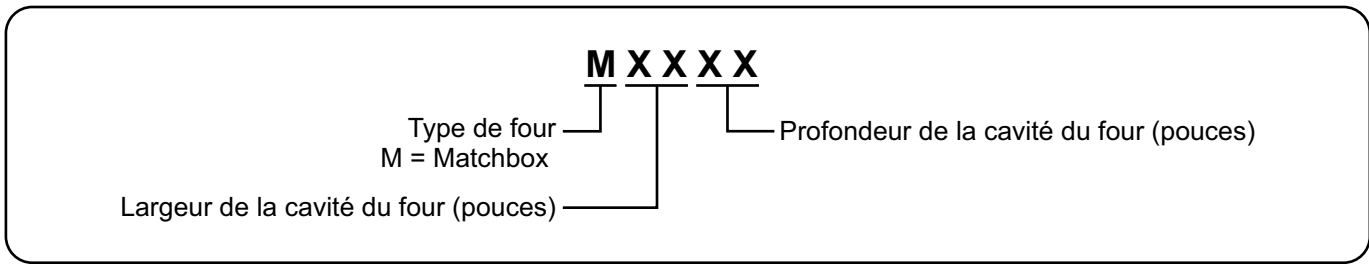 M X X X X
Type de four
M = Matchbox
Profondeur de la cavité du four (pouces)
Largeur de la cavité du four (pouces)